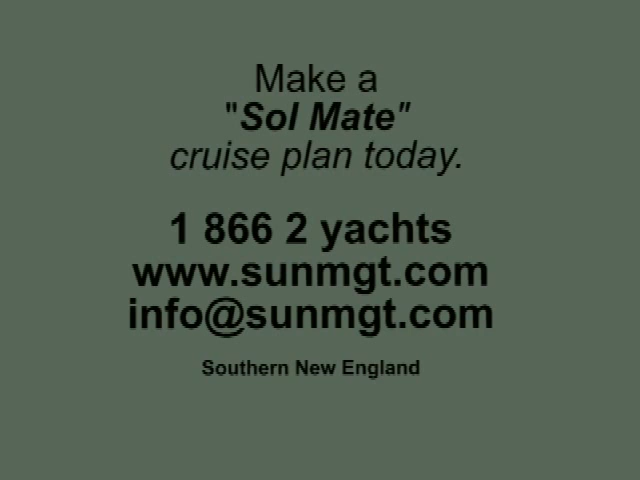 Make a
"Sol Mate"
cruise plan today.
1 866 2 yachts
www.sunmgt.com
info@sunmgt.com
Southern New England